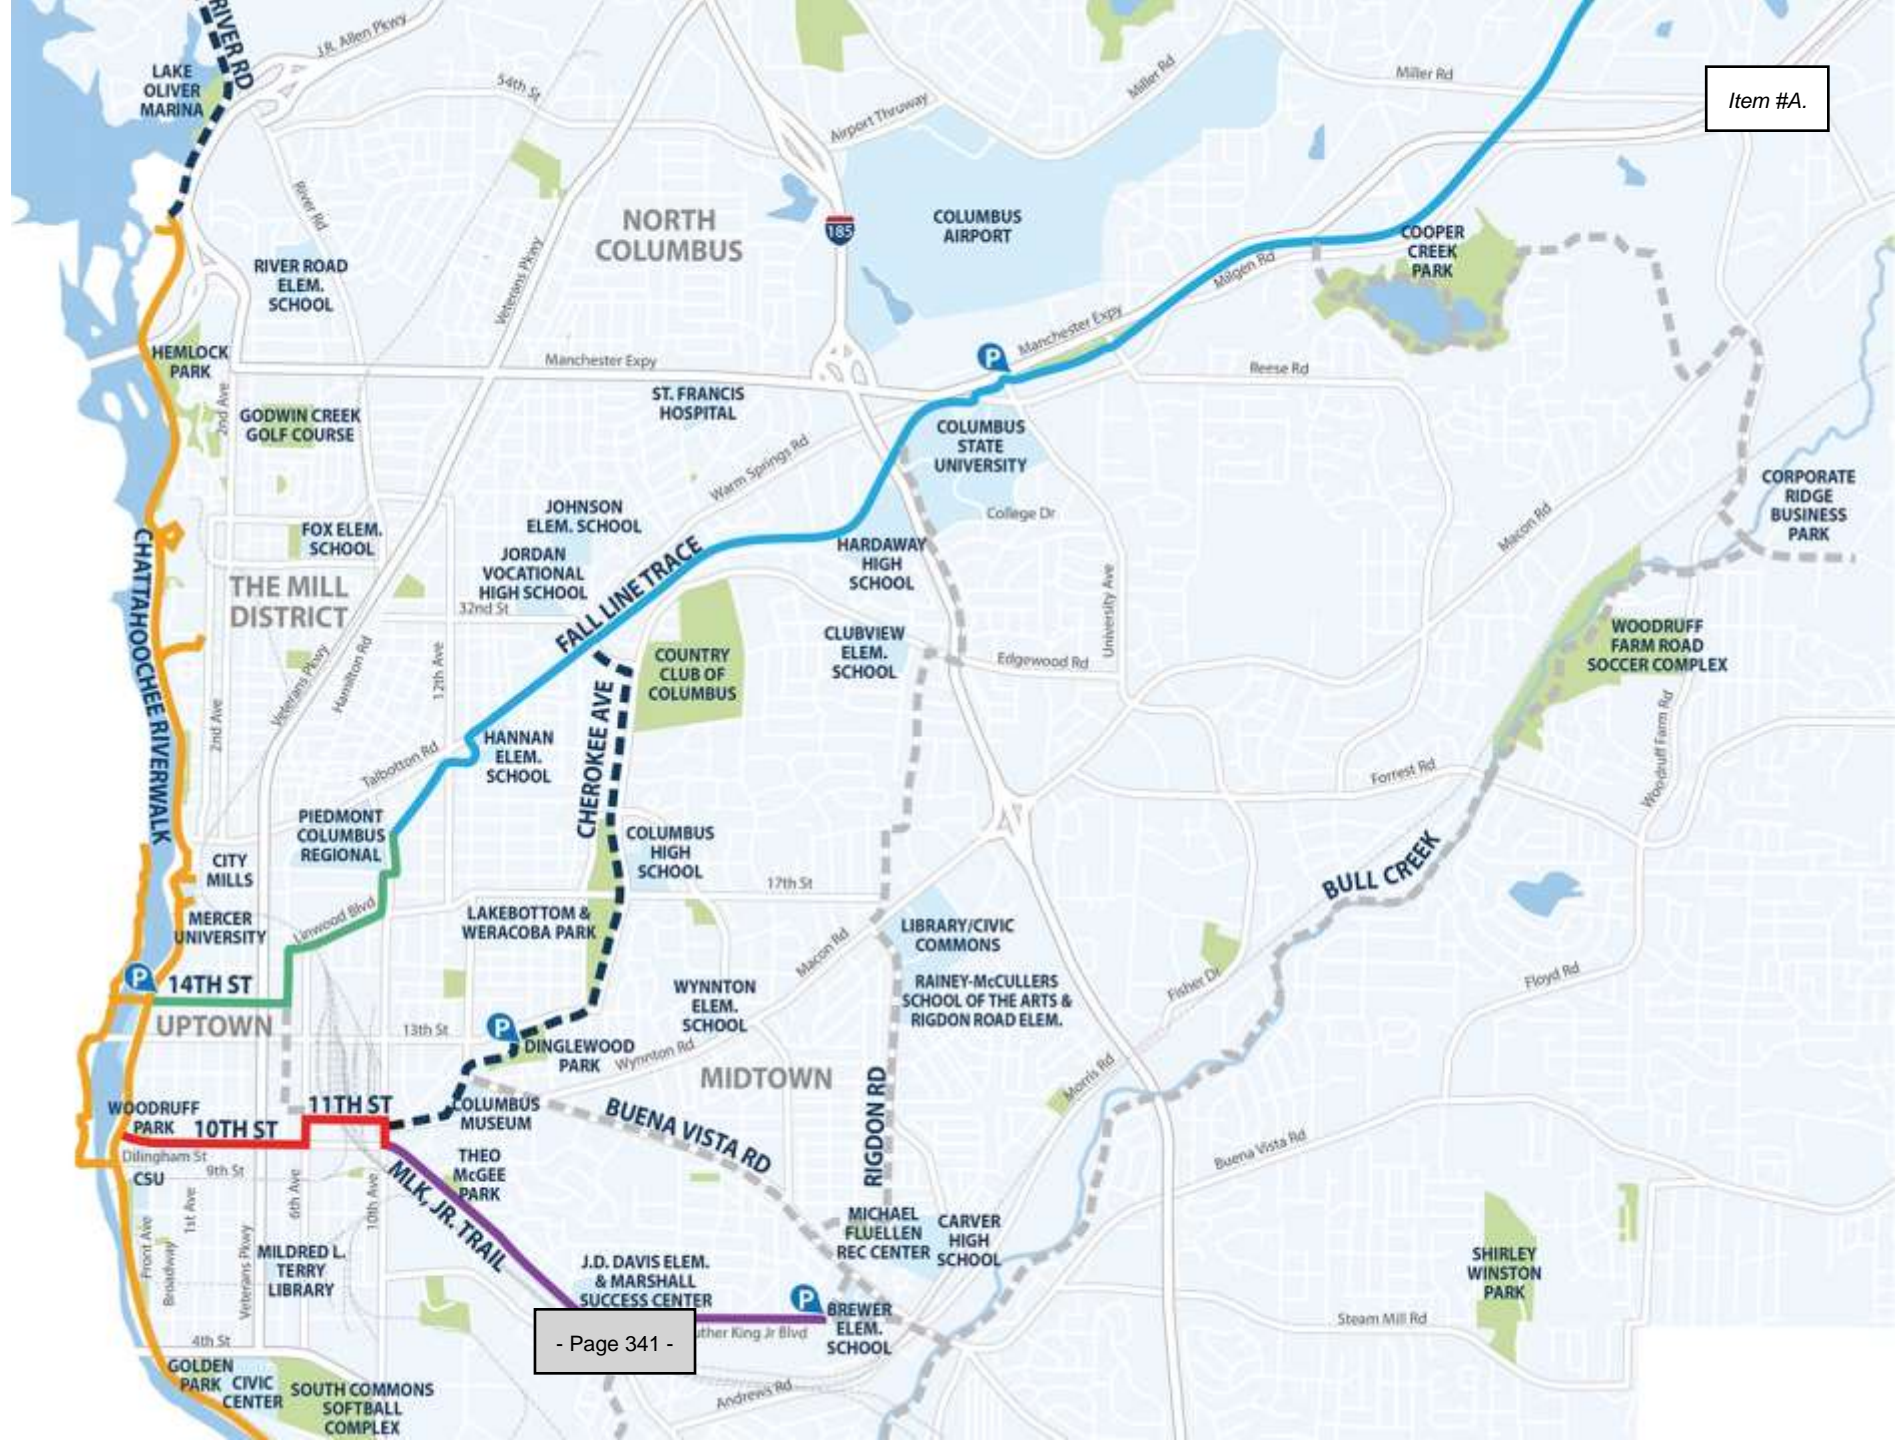 RIVER RD
J.R. Allen Pkwy
LAKE
OLIVER
MARINA
54th St
Airport Thruway
Miller Rd
Miller Rd
Item #A.
River Rd
Veterans Pkwy
NORTH
COLUMBUS
185
COLUMBUS
AIRPORT
COOPER
CREEK
PARK
Milgen Rd
RIVER ROAD
ELEM.
SCHOOL
HEMLOCK
PARK
Manchester Expy
P
Manchester Expy
Reese Rd
2nd Ave
GODWIN CREEK
GOLF COURSE
ST. FRANCIS
HOSPITAL
COLUMBUS
STATE
UNIVERSITY
Warm Springs Rd
College Dr
CORPORATE
RIDGE
BUSINESS
PARK
Macon Rd
FOX ELEM.
SCHOOL
JOHNSON
ELEM. SCHOOL
JORDAN
VOCATIONAL
HIGH SCHOOL
HARDAWAY
HIGH
SCHOOL
THE MILL
DISTRICT
32nd St
FALL LINE TRACE
CHATTAHOOCHEE RIVERWALK
University Ave
CLUBVIEW
ELEM.
SCHOOL
Edgewood Rd
WOODRUFF
FARM ROAD
SOCCER COMPLEX
COUNTRY
CLUB OF
COLUMBUS
Veterans Pkwy
Hamilton Rd
12th Ave
2nd Ave
CHEROKEE AVE
HANNAN
ELEM.
SCHOOL
Talbotton Rd
Forrest Rd
Woodruff Farm Rd
PIEDMONT
COLUMBUS
REGIONAL
COLUMBUS
HIGH
SCHOOL
BULL CREEK
CITY
MILLS
17th St
MERCER
UNIVERSITY
Linwood Blvd
LAKEBOTTOM &
WERACOBA PARK
LIBRARY/CIVIC
COMMONS
Macon Rd
P
14TH ST
UPTOWN
WYNNTON
ELEM.
SCHOOL
RAINEY-McCULLERS
SCHOOL OF THE ARTS &
RIGDON ROAD ELEM.
Fisher Dr
Floyd Rd
13th St
P
DINGLEWOOD
PARK
Wynnton Rd
MIDTOWN
Morris Rd
RIGDON RD
WOODRUFF
PARK
10TH ST
11TH ST
COLUMBUS
MUSEUM
BUENA VISTA RD
Buena Vista Rd
Dilingham St
9th St
CSU
THEO
McGEE
PARK
MLK, JR. TRAIL
1st Ave
6th Ave
10th Ave
Front Ave
Broadway
Veterans Pkwy
MILDRED L.
TERRY
LIBRARY
MICHAEL
FLUELLEN
REC CENTER
CARVER
HIGH
SCHOOL
SHIRLEY
WINSTON
PARK
J.D. DAVIS ELEM.
& MARSHALL
SUCCESS CENTER
P
BREWER
ELEM.
SCHOOL
Steam Mill Rd
- Page 341 -
uther King Jr Blvd
4th St
GOLDEN
PARK
CIVIC
CENTER
SOUTH COMMONS
SOFTBALL
COMPLEX
Andrews Rd